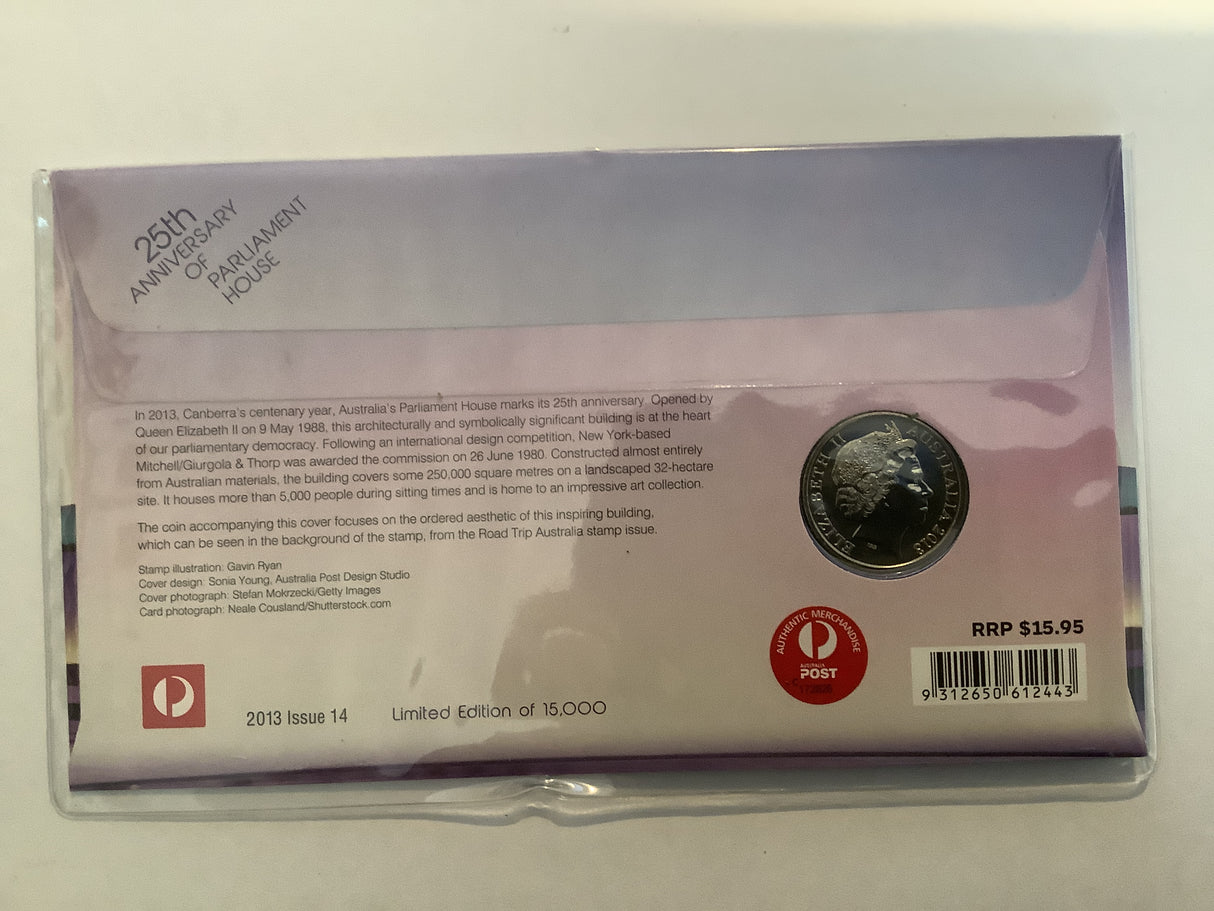 25th
ANNIVERSARY
OF
PARLIAMENT
HOUSE
In 2013, Canberra's centenary year, Australia's Parliament House marks its 25th anniversary. Opened by
Queen Elizabeth II on 9 May 1988, this architecturally and symbolically significant building is at the heart
of our parliamentary democracy. Following an international design competition, New York-based
Mitchell/Giurgola & Thorp was awarded the commission on 26 June 1980. Constructed almost entirely
from Australian materials, the building covers some 250,000 square metres on a landscaped 32-hectare
site. It houses more than 5,000 people during sitting times and is home to an impressive art collection.
The coin accompanying this cover focuses on the ordered aesthetic of this inspiring building,
which can be seen in the background of the stamp, from the Road Trip Australia stamp issue.
Stamp illustration: Gavin Ryan
Cover design: Sonia Young, Australia Post Design Studio
Cover photograph: Stefan Mokrzecki/Getty Images
Card photograph: Neale Cousland/Shutterstock.com
ELIZABETH II AUSTRALIA 2013
AUTHENTIC MERCHANDISE
AUSTRALIA
POST
RRP $15.95
9 312650 612443
2013 Issue 14
Limited Edition of 15,000